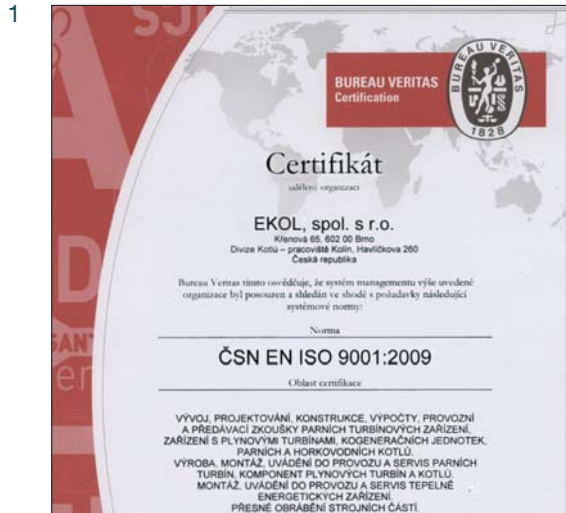 1
SJI
BUREAU VERITAS
Certification
BUREAU VERITAS
1828
Certifikát
udělený organizaci
EKOL, spol. s r.o.
Křenová 65, 602 00 Brno
Divize Kotlů – pracoviště Kolín, Havlíčkova 260
Česká republika
Bureau Veritas tímto osvědčuje, že systém managementu výše uvedené
organizace byl posouzen a shledán ve shodě s požadavky následující
systémové normy:
Norma
ČSN EN ISO 9001:2009
Oblast certifikace
VÝVOJ, PROJEKTOVÁNÍ, KONSTRUKCE, VÝPOČTY, PROVOZNÍ
A PŘEDÁVACÍ ZKOUŠKY PARNÍCH TURBÍNOVÝCH ZAŘÍZENÍ,
ZAŘÍZENÍ S PLYNOVÝMI TURBÍNAMI, KOGENERAČNÍCH JEDNOTEK,
PARNÍCH A HORKOVODNÍCH KOTLŮ.
VÝROBA, MONTÁŽ, UVÁDĚNÍ DO PROVOZU A SERVIS PARNÍCH
TURBÍN, KOMPONENT PLYNOVÝCH TURBÍN A KOTLŮ.
MONTÁŽ, UVÁDĚNÍ DO PROVOZU A SERVIS TEPELNĚ
ENERGETICKÝCH ZAŘÍZENÍ.
PŘESNÉ OBRÁBĚNÍ STROJNÍCH ČÁSTÍ.